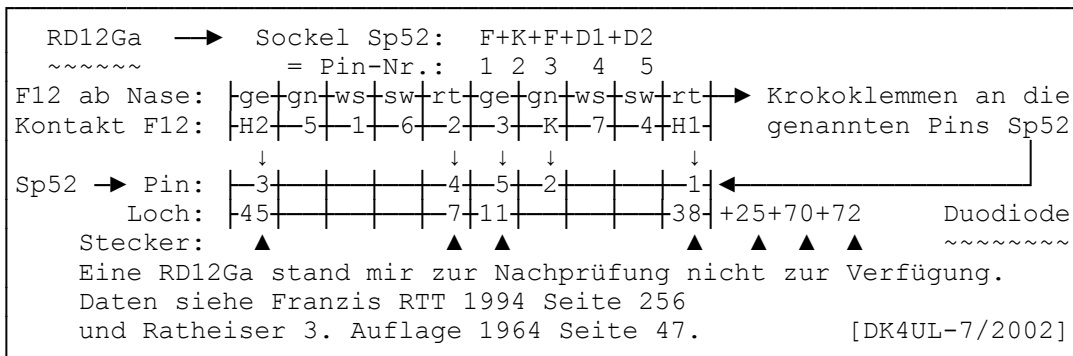 RD12Ga ──► Sockel Sp52: F+K+F+D1+D2
~~~~~~ = Pin-Nr.: 1 2 3 4 5
F12 ab Nase: ├ge┼gn┼ws┼sw┼rt┼ge┼gn┼ws┼sw┼rt┼─► Krokoklemmen an die
Kontakt F12: ├H2┼─5┼─1┼─6┼─2┼─3┼─K┼─7┼─4┼H1┤ genannten Pins Sp52
↓ ↓ ↓ ↓ ↓
Sp52 ─► Pin: ├─3┼──┼──┼──┼─4┼─5┼─2┼──┼──┼─1┤◄
Loch: ├45┼──┼──┼──┼─7┼11┼──┼──┼──┼38┤+25+70+72 Duodiode
Stecker: ▲ ▲ ▲ ▲ ▲ ▲ ▲ ~~~~~~~~
Eine RD12Ga stand mir zur Nachprüfung nicht zur Verfügung.
Daten siehe Franzis RTT 1994 Seite 256
und Ratheiser 3. Auflage 1964 Seite 47. [DK4UL-7/2002]